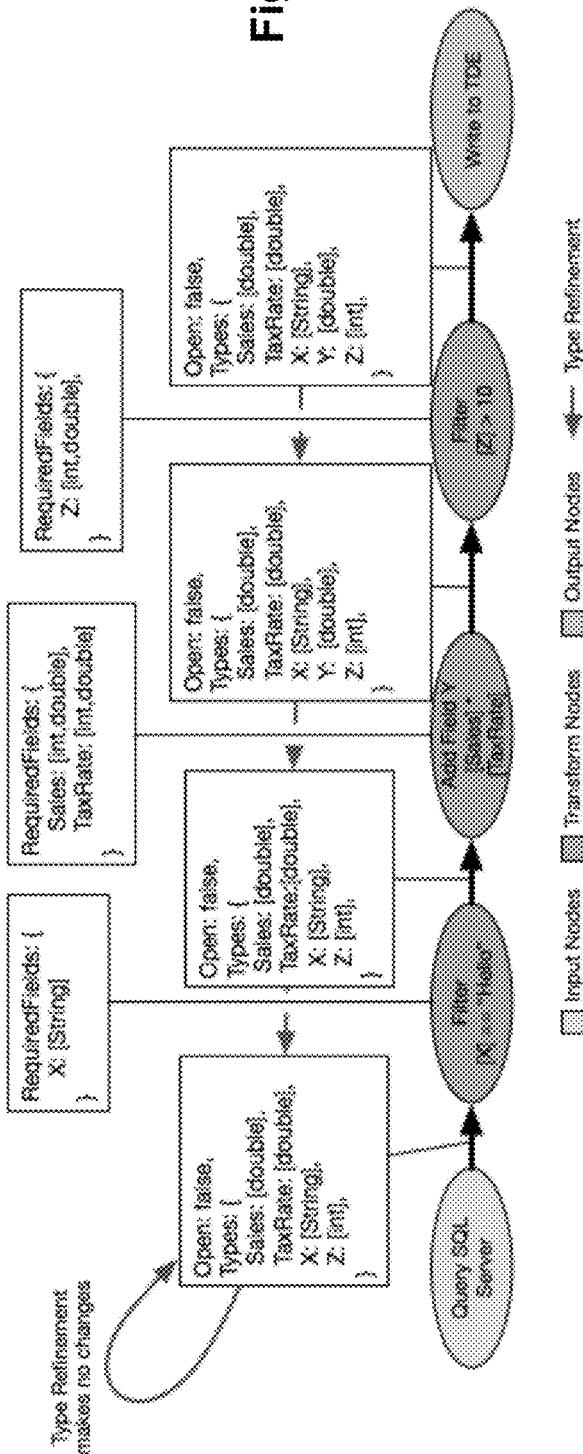 Fig
Type Refinement
makes no changes
RequiredFields: {
X: [String]
}
RequiredFields: {
Sales: [int,double],
TaxRate: [int,double]
}
RequiredFields: {
Z: [int,double],
}
Open: false,
Types: {
Sales: [double],
TaxRate: [double],
X: [String],
Z: [int],
}
Open: false,
Types: {
Sales: [double],
TaxRate:[double],
X: [String],
Z: [int],
}
Open: false,
Types: {
Sales: [double],
TaxRate: [double],
X: [String],
Y: [double],
Z: [int],
}
Open: false,
Types: {
Sales: [double],
TaxRate: [double],
X: [String],
Y: [double],
Z: [int],
}
Query SQL
Server
Filter
[X] == "Hello"
Add Field Y
[Sales] *
[TaxRate]
Filter
[Z] > 10
Write to TDE
Input Nodes
Transform Nodes
Output Nodes
Type Refinement